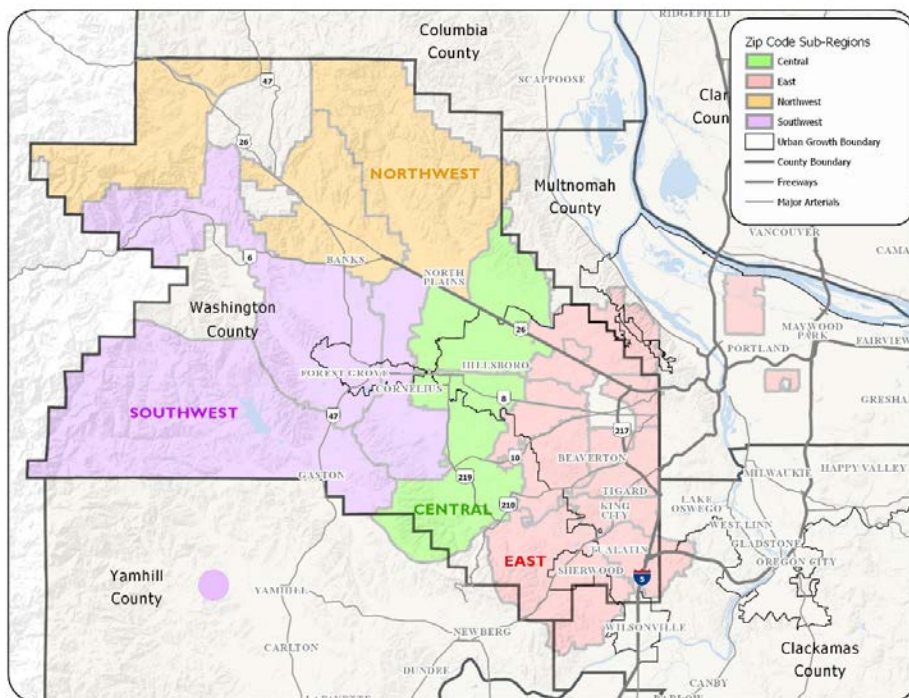 RIDGEFIELD
Columbia
County
47
SCAPPOOSE
Zip Code Sub-Regions
Central
East
Northwest
Southwest
Urban Growth Boundary
County Boundary
Freeways
Major Arterials
26
NORTHWEST
Multnomah
County
VANCOUVER
6
BANKS
NORTH
PLAINS
Washington
County
26
PORTLAND
MAYWOOD
PARK
FAIRVIEW
FOREST GROVE
HILLSBORO
CORNELIUS
8
SOUTHWEST
47
217
GRESHA
BEAVERTON
10
GASTON
219
MILWAUKIE
HAPPY VALLEY
CENTRAL
210
TIGARD
KING
CITY
LAKE
OSWEGO
WEST LINN
GLADSTONE
OREGON CITY
EAST
TUALATIN
SHERWOOD
5
Yamhill
County
YAMHILL
WILSONVILLE
NEWBERG
CARLTON
Clackamas
County
DUNDEE
CANBY